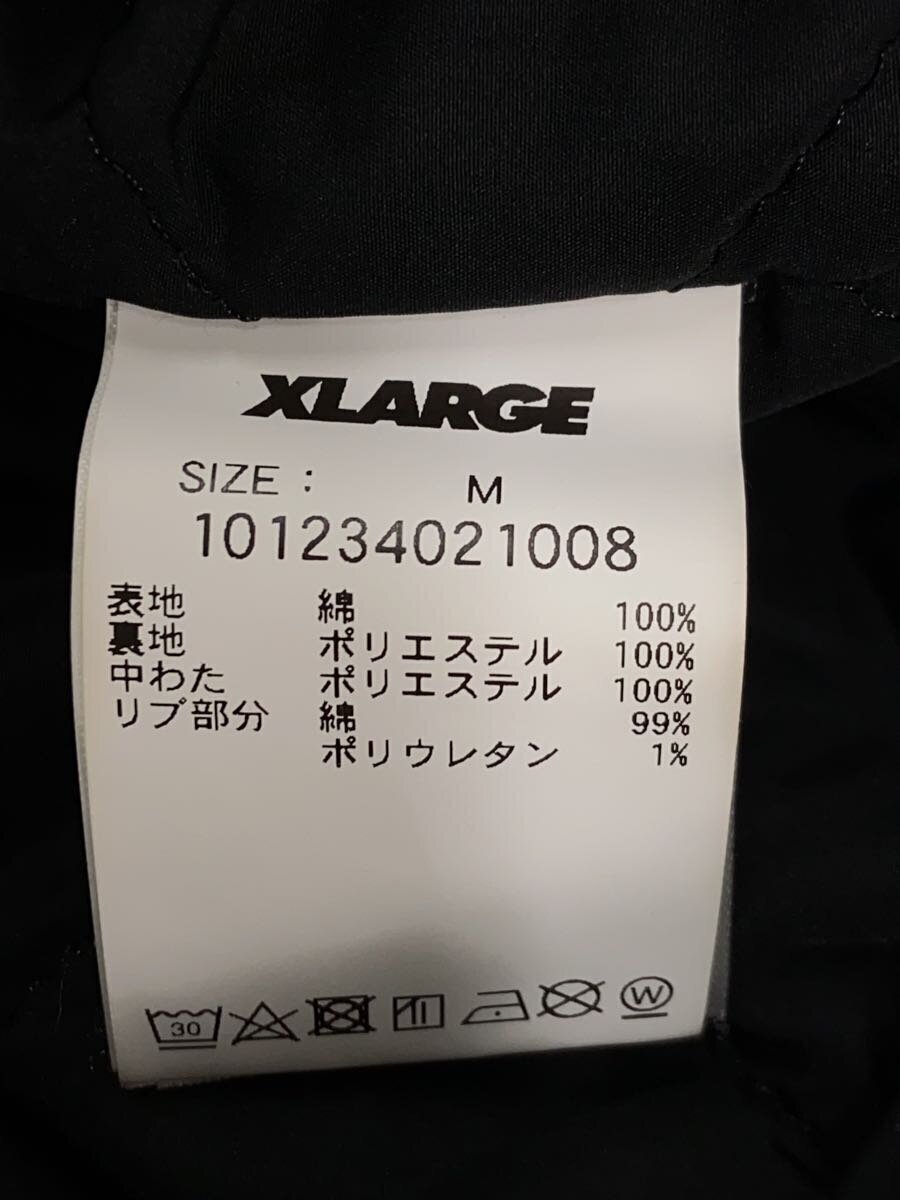 XLARGE
SIZE : M
101234021008
表地 綿 100%
裏地 ポリエステル 100%
中わた ポリエステル 100%
リブ部分 綿 99%
ポリウレタン 1%
30
W